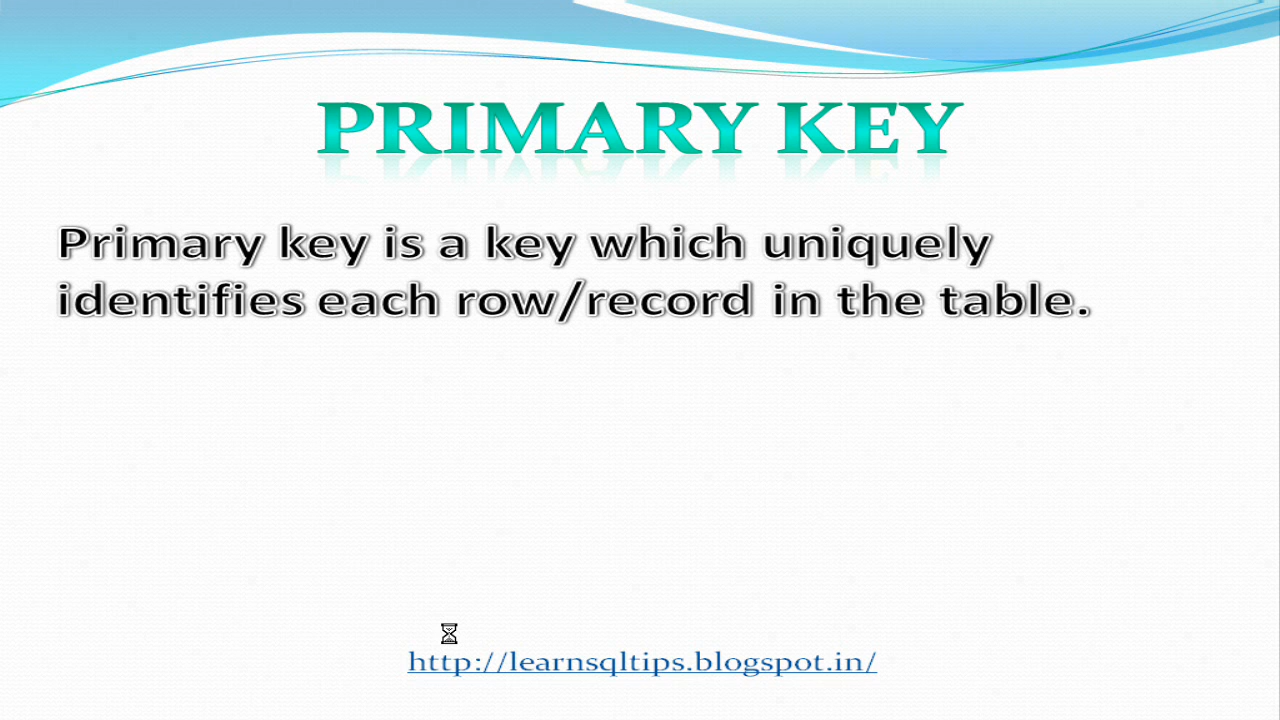 PRIMARY KEY
Primary key is a key which uniquely
identifies each row/record in the table.
http://learnsqltips.blogspot.in/